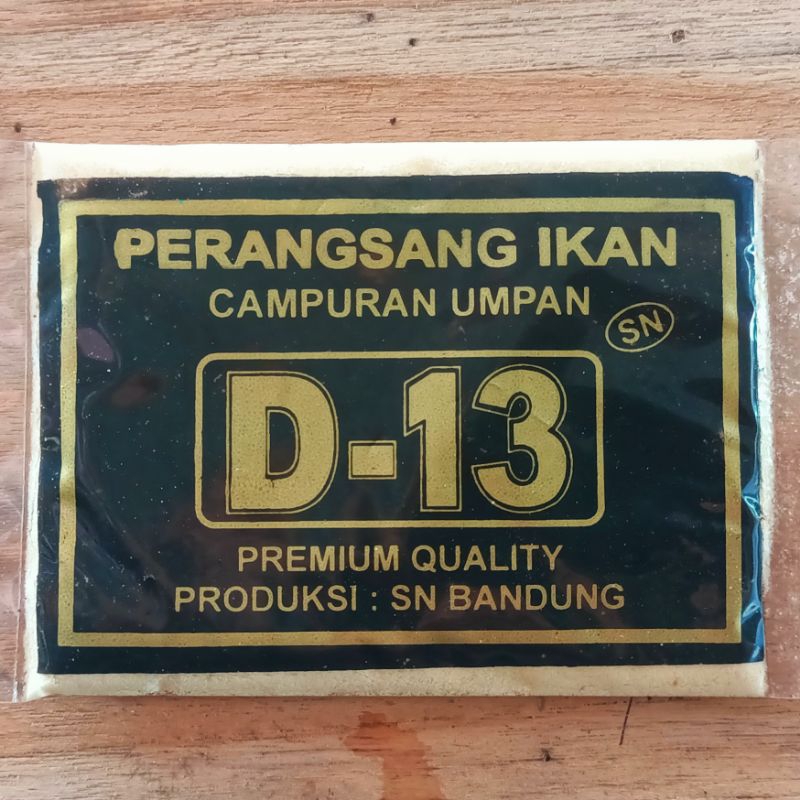 PERANGSANG IKAN
CAMPURAN UMPAN
SN
D-13
PREMIUM QUALITY
PRODUKSI : SN BANDUNG